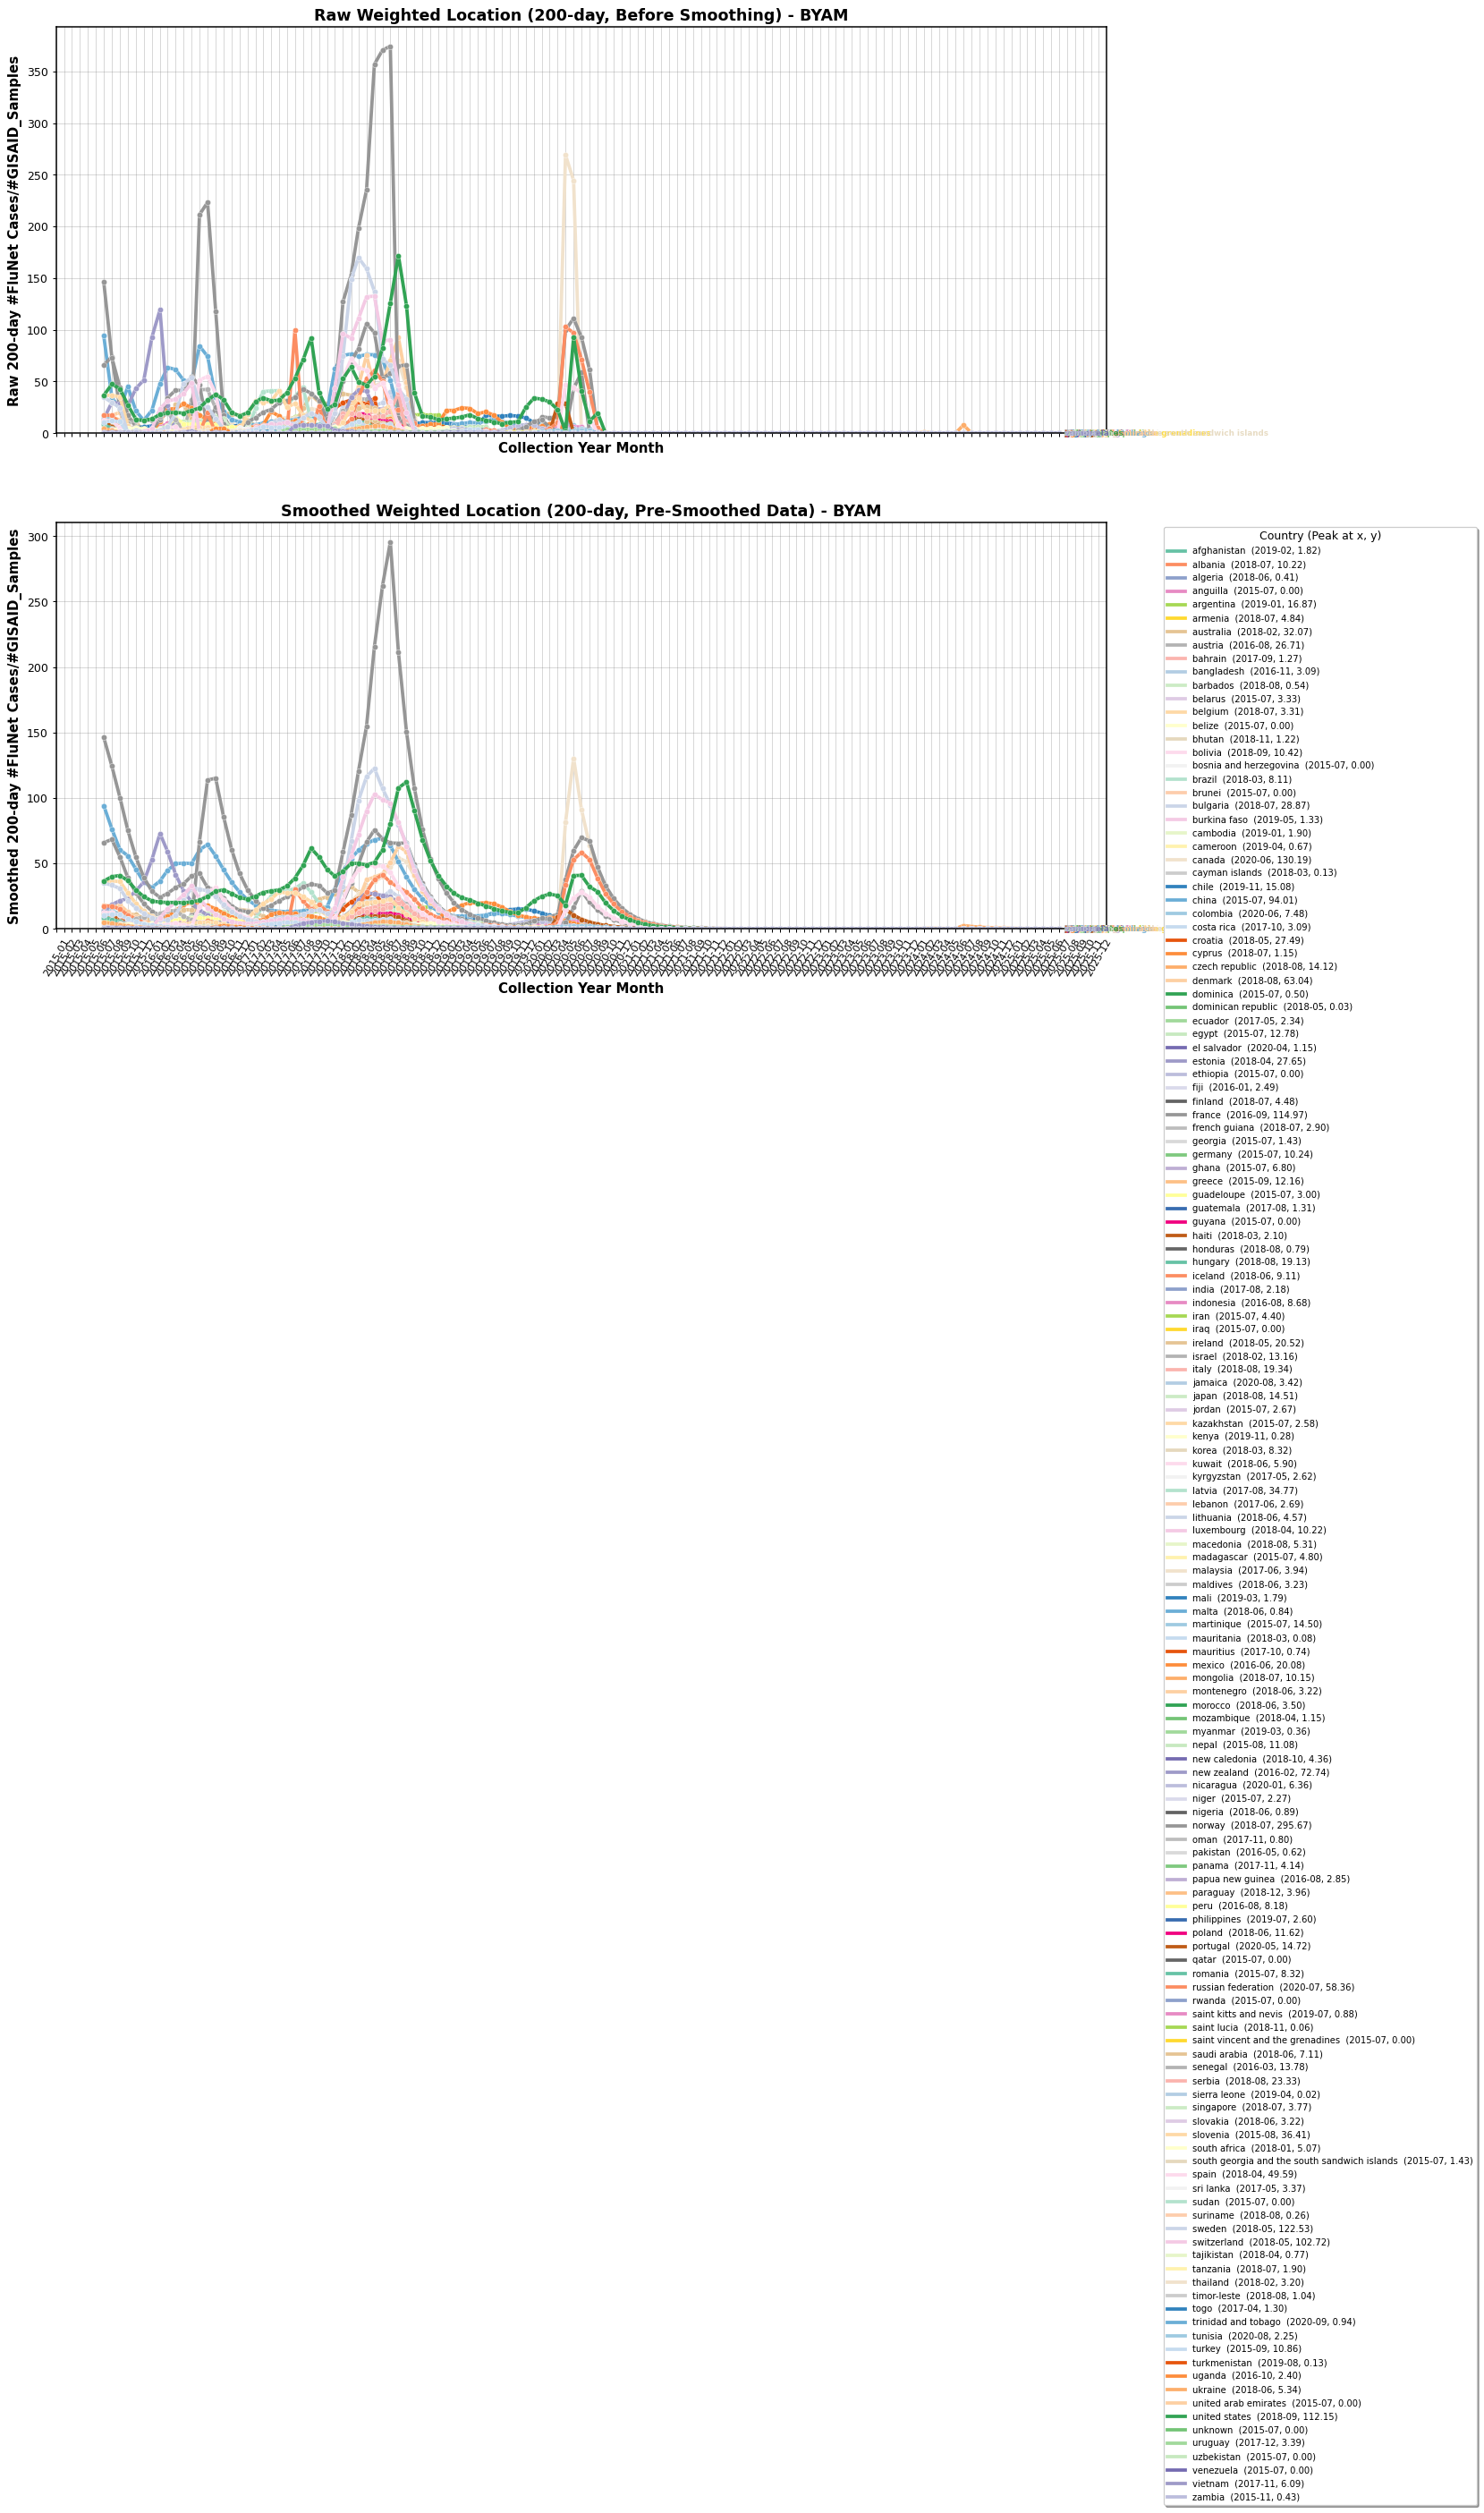 Raw Weighted Location (200-day, Before Smoothing) - BYAM
Raw 200-day #FluNet Cases/#GISAID_Samples
350
300
250
200
150
100
50
0
Collection Year Month
Smoothed Weighted Location (200-day, Pre-Smoothed Data) - BYAM
Smoothed 200-day #FluNet Cases/#GISAID_Samples
300
250
200
150
100
50
0
Collection Year Month
Country (Peak at x, y)
afghanistan (2019-02, 1.82)
albania (2018-07, 10.22)
algeria (2018-06, 0.41)
anguilla (2015-07, 0.00)
argentina (2019-01, 16.87)
armenia (2018-07, 4.84)
australia (2018-02, 32.07)
austria (2016-08, 26.71)
bahrain (2017-09, 1.27)
bangladesh (2016-11, 3.09)
barbados (2018-08, 0.54)
belarus (2015-07, 3.33)
belgium (2018-07, 3.31)
belize (2015-07, 0.00)
bhutan (2018-11, 1.22)
bolivia (2018-09, 10.42)
bosnia and herzegovina (2015-07, 0.00)
brazil (2018-03, 8.11)
brunei (2015-07, 0.00)
bulgaria (2018-07, 28.87)
burkina faso (2019-05, 1.33)
cambodia (2019-01, 1.90)
cameroon (2019-04, 0.67)
canada (2020-06, 130.19)
cayman islands (2018-03, 0.13)
chile (2019-11, 15.08)
china (2015-07, 94.01)
colombia (2020-06, 7.48)
costa rica (2017-10, 3.09)
croatia (2018-05, 27.49)
cyprus (2018-07, 1.15)
czech republic (2018-08, 14.12)
denmark (2018-08, 63.04)
dominica (2015-07, 0.50)
dominican republic (2018-05, 0.03)
ecuador (2017-05, 2.34)
egypt (2015-07, 12.78)
el salvador (2020-04, 1.15)
estonia (2018-04, 27.65)
ethiopia (2015-07, 0.00)
fiji (2016-01, 2.49)
finland (2018-07, 4.48)
france (2016-09, 114.97)
french guiana (2018-07, 2.90)
georgia (2015-07, 1.43)
germany (2015-07, 10.24)
ghana (2015-07, 6.80)
greece (2015-09, 12.16)
guadeloupe (2015-07, 3.00)
guatemala (2017-08, 1.31)
guyana (2015-07, 0.00)
haiti (2018-03, 2.10)
honduras (2018-08, 0.79)
hungary (2018-08, 19.13)
iceland (2018-06, 9.11)
india (2017-08, 2.18)
indonesia (2016-08, 8.68)
iran (2015-07, 4.40)
iraq (2015-07, 0.00)
ireland (2018-05, 20.52)
israel (2018-02, 13.16)
italy (2018-08, 19.34)
jamaica (2020-08, 3.42)
japan (2018-08, 14.51)
jordan (2015-07, 2.67)
kazakhstan (2015-07, 2.58)
kenya (2019-11, 0.28)
korea (2018-03, 8.32)
kuwait (2018-06, 5.90)
kyrgyzstan (2017-05, 2.62)
latvia (2017-08, 34.77)
lebanon (2017-06, 2.69)
lithuania (2018-06, 4.57)
luxembourg (2018-04, 10.22)
macedonia (2018-08, 5.31)
madagascar (2015-07, 4.80)
malaysia (2017-06, 3.94)
maldives (2018-06, 3.23)
mali (2019-03, 1.79)
malta (2018-06, 0.84)
martinique (2015-07, 14.50)
mauritania (2018-03, 0.08)
mauritius (2017-10, 0.74)
mexico (2016-06, 20.08)
mongolia (2018-07, 10.15)
montenegro (2018-06, 3.22)
morocco (2018-06, 3.50)
mozambique (2018-04, 1.15)
myanmar (2019-03, 0.36)
nepal (2015-08, 11.08)
new caledonia (2018-10, 4.36)
new zealand (2016-02, 72.74)
nicaragua (2020-01, 6.36)
niger (2015-07, 2.27)
nigeria (2018-06, 0.89)
norway (2018-07, 295.67)
oman (2017-11, 0.80)
pakistan (2016-05, 0.62)
panama (2017-11, 4.14)
papua new guinea (2016-08, 2.85)
paraguay (2018-12, 3.96)
peru (2016-08, 8.18)
philippines (2019-07, 2.60)
poland (2018-06, 11.62)
portugal (2020-05, 14.72)
qatar (2015-07, 0.00)
romania (2015-07, 8.32)
russian federation (2020-07, 58.36)
rwanda (2015-07, 0.00)
saint kitts and nevis (2019-07, 0.88)
saint lucia (2018-11, 0.06)
saint vincent and the grenadines (2015-07, 0.00)
saudi arabia (2018-06, 7.11)
senegal (2016-03, 13.78)
serbia (2018-08, 23.33)
sierra leone (2019-04, 0.02)
singapore (2018-07, 3.77)
slovakia (2018-06, 3.22)
slovenia (2015-08, 36.41)
south africa (2018-01, 5.07)
south georgia and the south sandwich islands (2015-07, 1.43)
spain (2018-04, 49.59)
sri lanka (2017-05, 3.37)
sudan (2015-07, 0.00)
suriname (2018-08, 0.26)
sweden (2018-05, 122.53)
switzerland (2018-05, 102.72)
tajikistan (2018-04, 0.77)
tanzania (2018-07, 1.90)
thailand (2018-02, 3.20)
timor-leste (2018-08, 1.04)
togo (2017-04, 1.30)
trinidad and tobago (2020-09, 0.94)
tunisia (2020-08, 2.25)
turkey (2015-09, 10.86)
turkmenistan (2019-08, 0.13)
uganda (2016-10, 2.40)
ukraine (2018-06, 5.34)
united arab emirates (2015-07, 0.00)
united states (2018-09, 112.15)
unknown (2015-07, 0.00)
uruguay (2017-12, 3.39)
uzbekistan (2015-07, 0.00)
venezuela (2015-07, 0.00)
vietnam (2017-11, 6.09)
zambia (2015-11, 0.43)